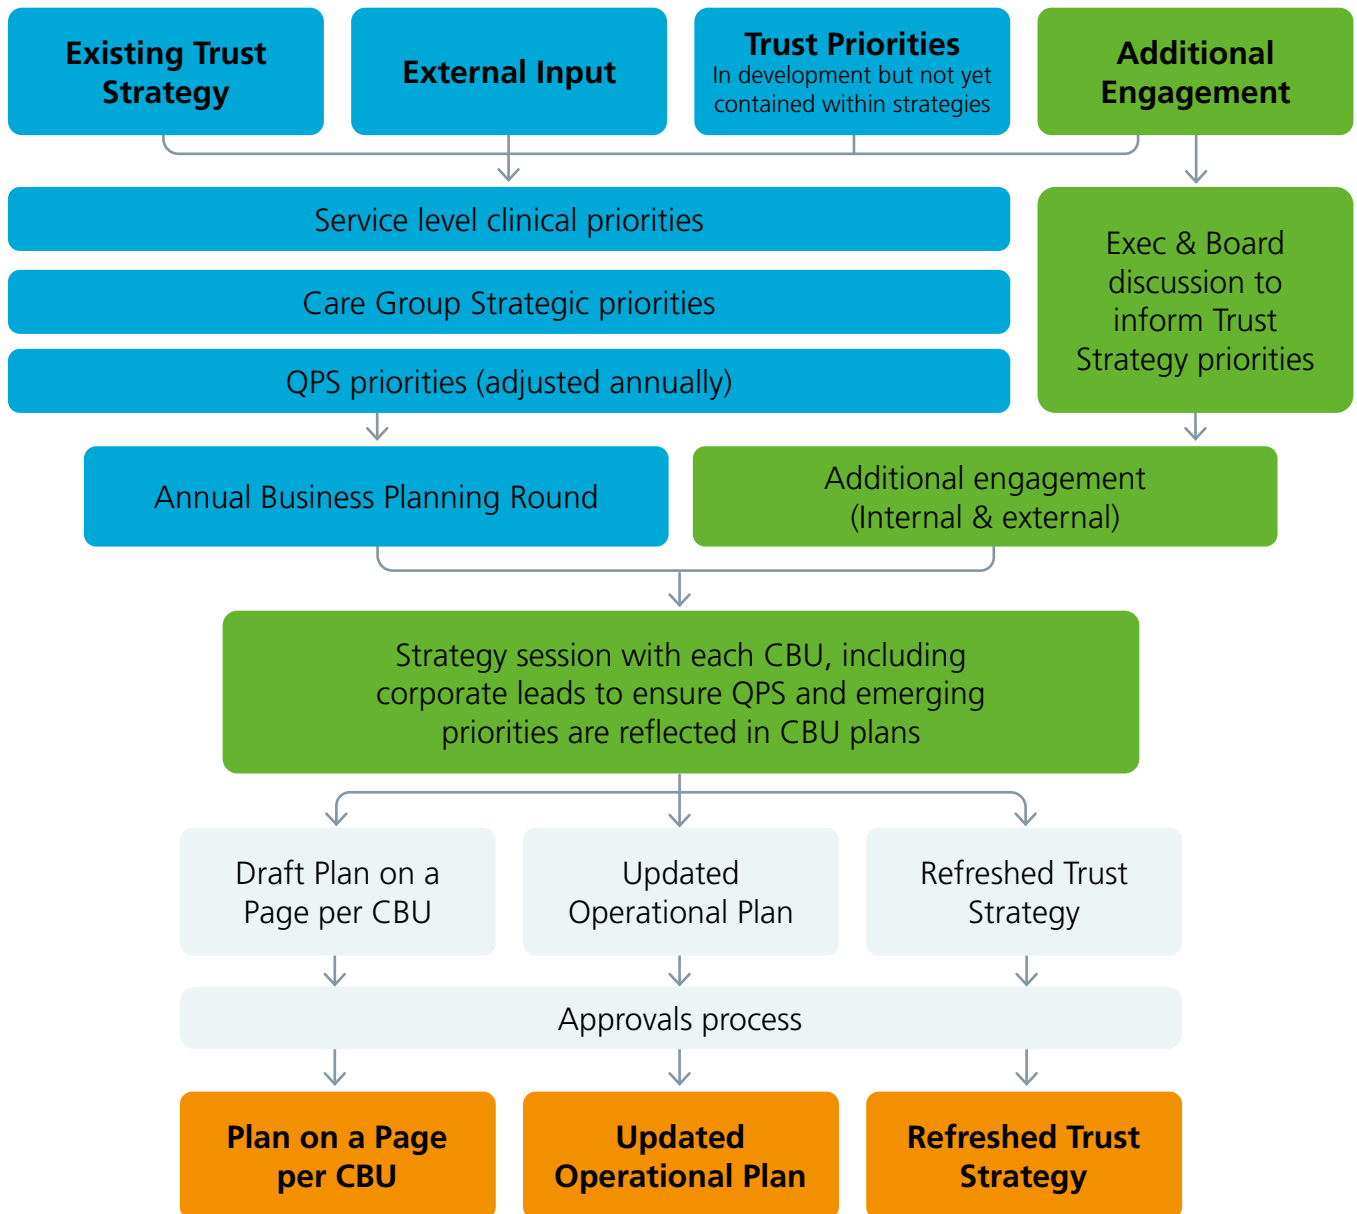 Existing Trust
Strategy
External Input
Trust Priorities
In development but not yet
contained within strategies
Additional
Engagement
Service level clinical priorities
Care Group Strategic priorities
QPS priorities (adjusted annually)
Exec & Board
discussion to
inform Trust
Strategy priorities
Annual Business Planning Round
Additional engagement
(Internal & external)
Strategy session with each CBU, including
corporate leads to ensure QPS and emerging
priorities are reflected in CBU plans
Draft Plan on a
Page per CBU
Updated
Operational Plan
Refreshed Trust
Strategy
Approvals process
Plan on a Page
per CBU
Updated
Operational Plan
Refreshed Trust
Strategy